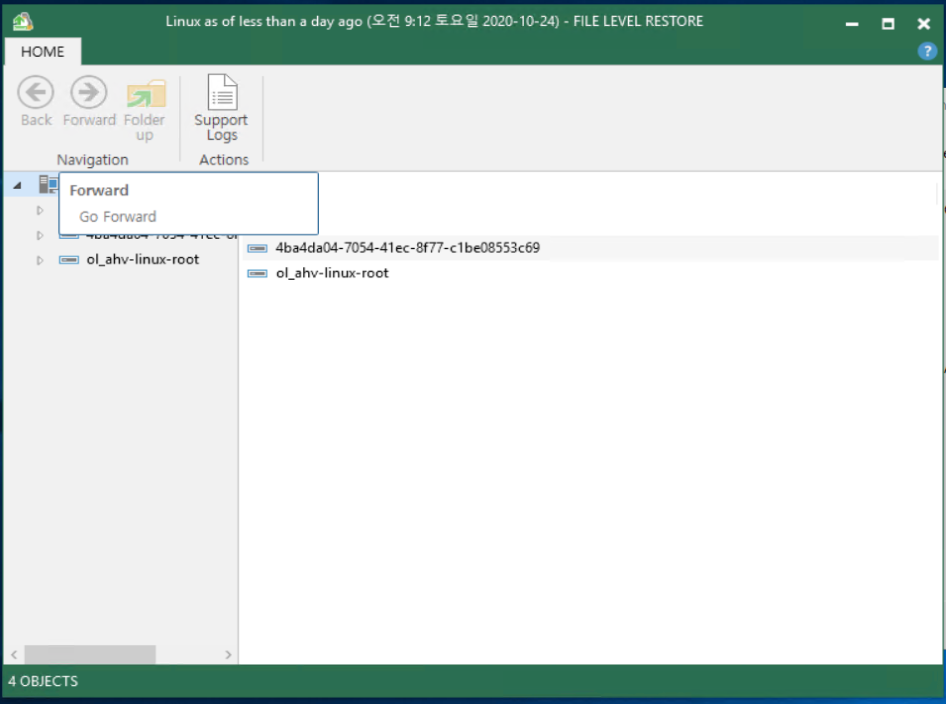 Linux as of less than a day ago (오전 9:12 토요일 2020-10-24) - FILE LEVEL RESTORE
HOME
?
Back
Forward
Folder up
Support Logs
Navigation
Actions
Forward
Go Forward
4ba4da04-7054-41ec-8f
ol_ahv-linux-root
4ba4da04-7054-41ec-8f77-c1be08553c69
ol_ahv-linux-root
4 OBJECTS